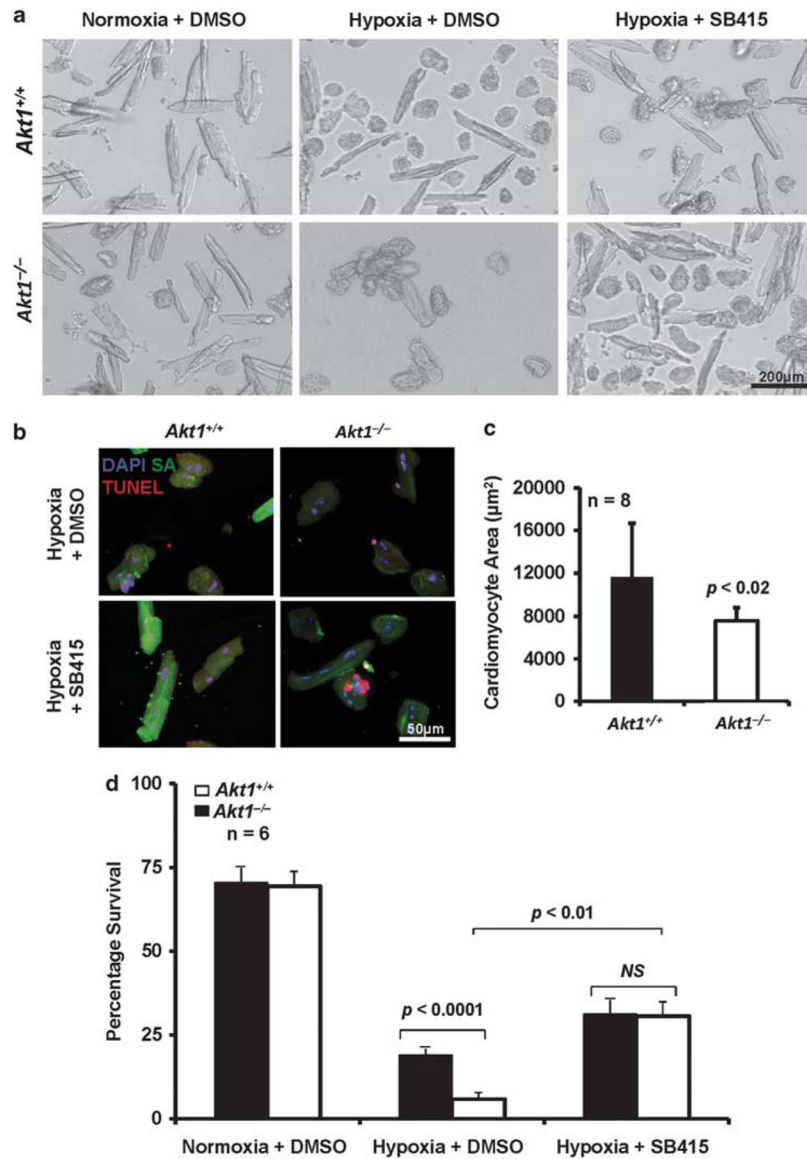 a
Normoxia + DMSO
Hypoxia + DMSO
Hypoxia + SB415
Akt1+/+
Akt1−/−
200µm
b
Akt1+/+
Akt1−/−
Hypoxia
+ DMSO
DAPI SA
TUNEL
Hypoxia
+ SB415
50µm
c
Cardiomyocyte Area (µm²)
20000
16000
12000
8000
4000
0
n = 8
p < 0.02
Akt1+/+
Akt1−/−
d
Percentage Survival
100
75
50
25
0
Akt1+/+
Akt1−/−
n = 6
p < 0.0001
p < 0.01
NS
Normoxia + DMSO
Hypoxia + DMSO
Hypoxia + SB415